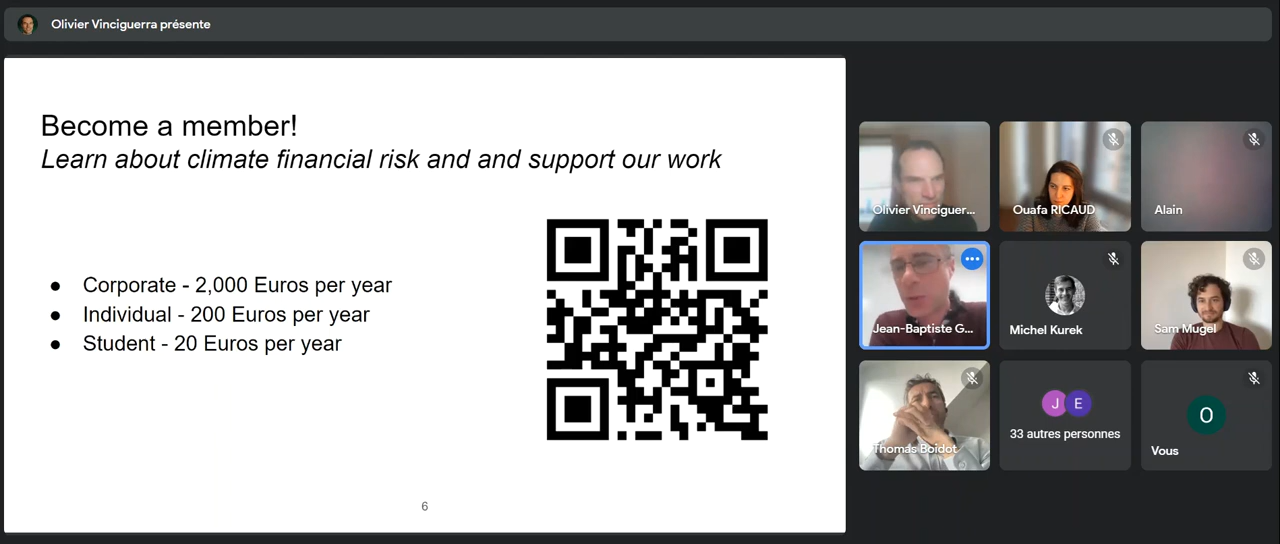 Olivier Vinciguerra présente
Become a member!
Learn about climate financial risk and and support our work
● Corporate - 2,000 Euros per year
● Individual - 200 Euros per year
● Student - 20 Euros per year
6
Olivier Vinciguer...
Ouafa RICAUD
Alain
Jean-Baptiste G...
Michel Kurek
Sam Mugel
Thomas Boidot
J E
33 autres personnes
O
Vous